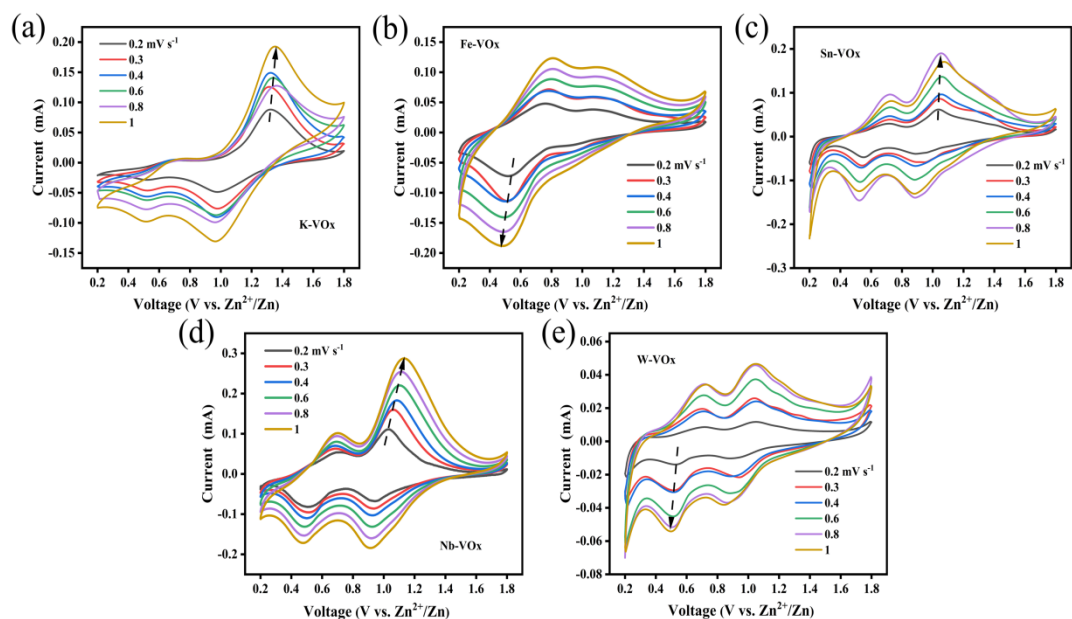 (a)
0.20
0.15
0.10
0.05
0.00
-0.05
-0.10
-0.15
Current (mA)
0.2 mV s⁻¹
0.3
0.4
0.6
0.8
1
K-VOx
0.2 0.4 0.6 0.8 1.0 1.2 1.4 1.6 1.8
Voltage (V vs. Zn²⁺/Zn)
(b)
0.15
0.10
0.05
0.00
-0.05
-0.10
-0.15
-0.20
Current (mA)
Fe-VOx
0.2 mV s⁻¹
0.3
0.4
0.6
0.8
1
0.2 0.4 0.6 0.8 1.0 1.2 1.4 1.6 1.8
Voltage (V vs. Zn²⁺/Zn)
(c)
0.2
0.1
0.0
-0.1
-0.2
-0.3
Current (mA)
Sn-VOx
0.2 mV s⁻¹
0.3
0.4
0.6
0.8
1
0.2 0.4 0.6 0.8 1.0 1.2 1.4 1.6 1.8
Voltage (V vs. Zn²⁺/Zn)
(d)
0.3
0.2
0.1
0.0
-0.1
-0.2
Current (mA)
0.2 mV s⁻¹
0.3
0.4
0.6
0.8
1
Nb-VOx
0.2 0.4 0.6 0.8 1.0 1.2 1.4 1.6 1.8
Voltage (V vs. Zn²⁺/Zn)
(e)
0.06
0.04
0.02
0.00
-0.02
-0.04
-0.06
-0.08
Current (mA)
W-VOx
0.2 mV s⁻¹
0.3
0.4
0.6
0.8
1
0.2 0.4 0.6 0.8 1.0 1.2 1.4 1.6 1.8
Voltage (V vs. Zn²⁺/Zn)